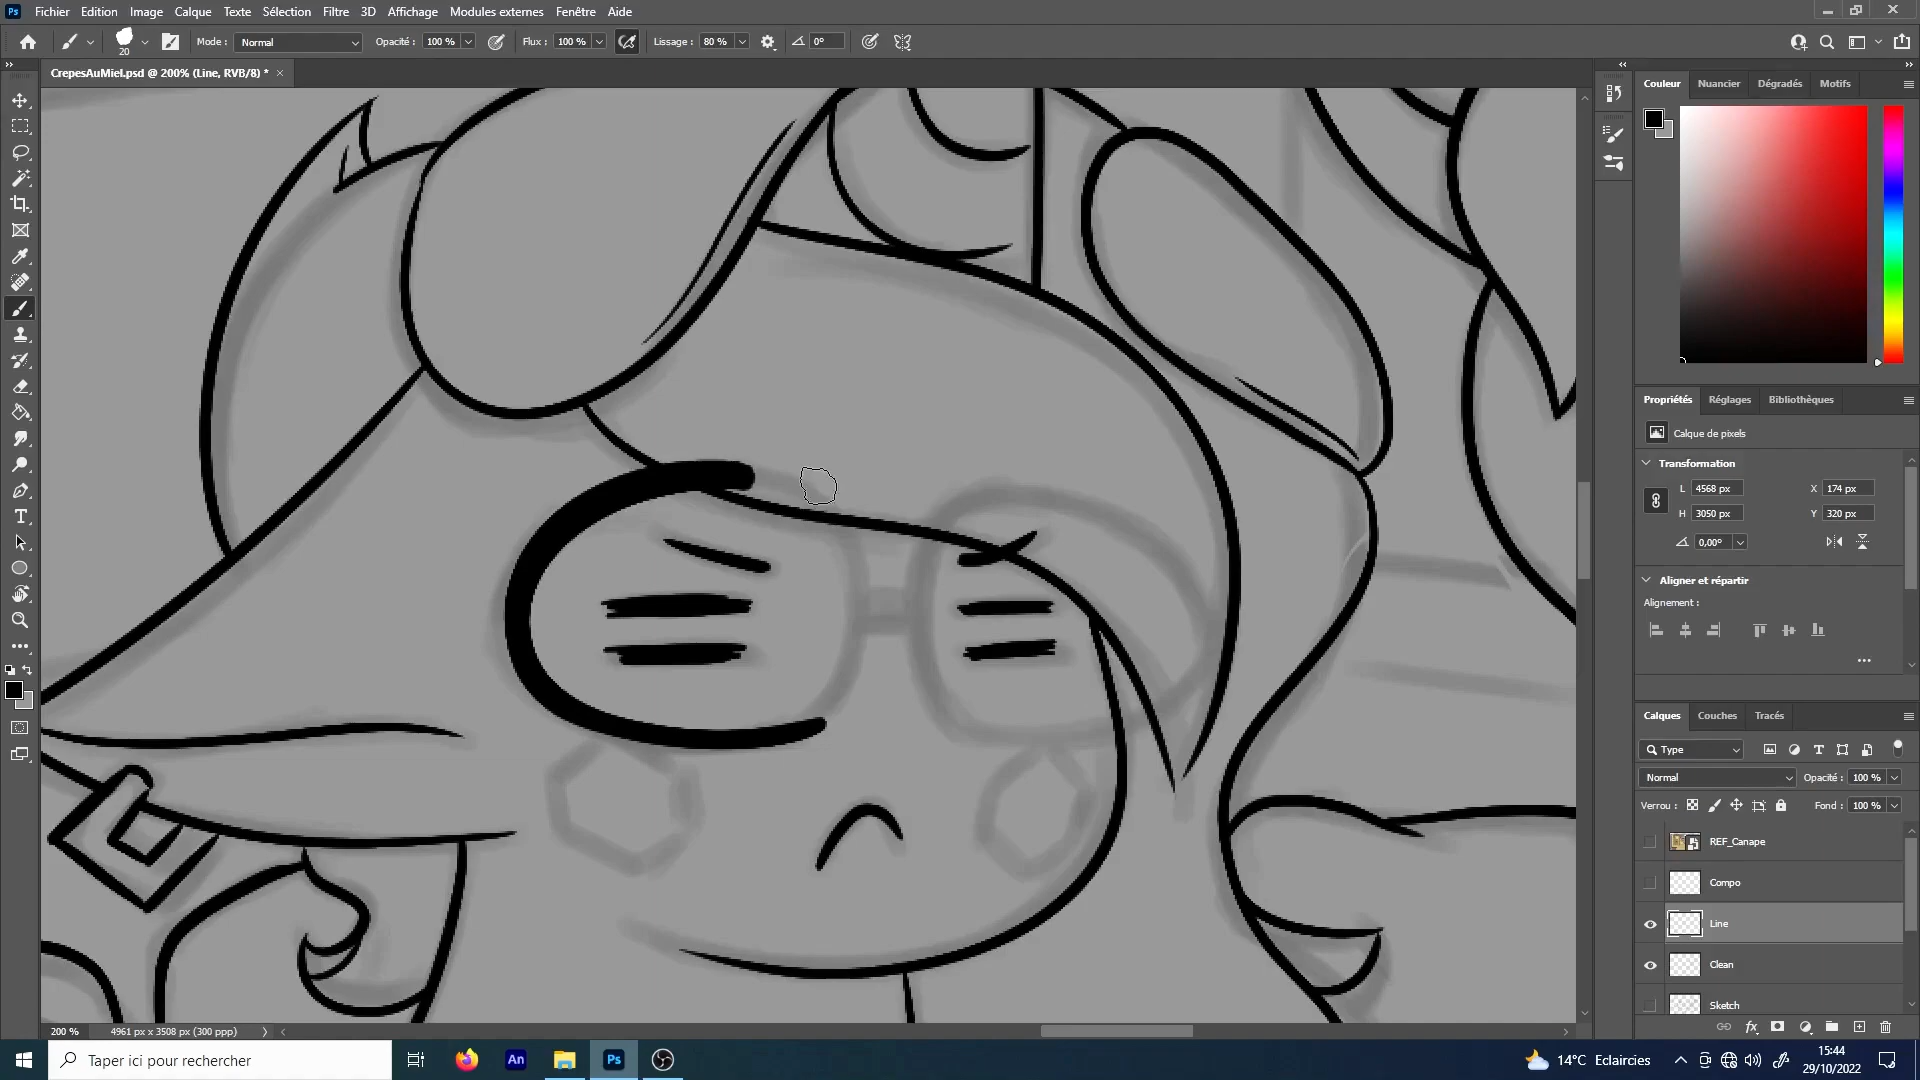 Ps Fichier Edition Image Calque Texte Sélection Filtre 3D Affichage Modules externes Fenêtre Aide
20 Mode : Normal Opacité : 100 % Flux : 100 % Lissage : 80 % 0°
CrepesAuMiel.psd @ 200% (Line, RVB/8) * ×
Couleur Nuancier Dégradés Motifs
Propriétés Réglages Bibliothèques
Calque de pixels
Transformation
L 4568 px X 174 px
H 3050 px Y 320 px
0,00°
Aligner et répartir
Alignement :
Calques Couches Tracés
Type
Normal Opacité : 100 %
Verrou : Fond : 100 %
REF_Canape
Compo
Line
Clean
Sketch
200 % 4961 px x 3508 px (300 ppp)
Taper ici pour rechercher An Ps 14°C Eclaircies 15:44
29/10/2022